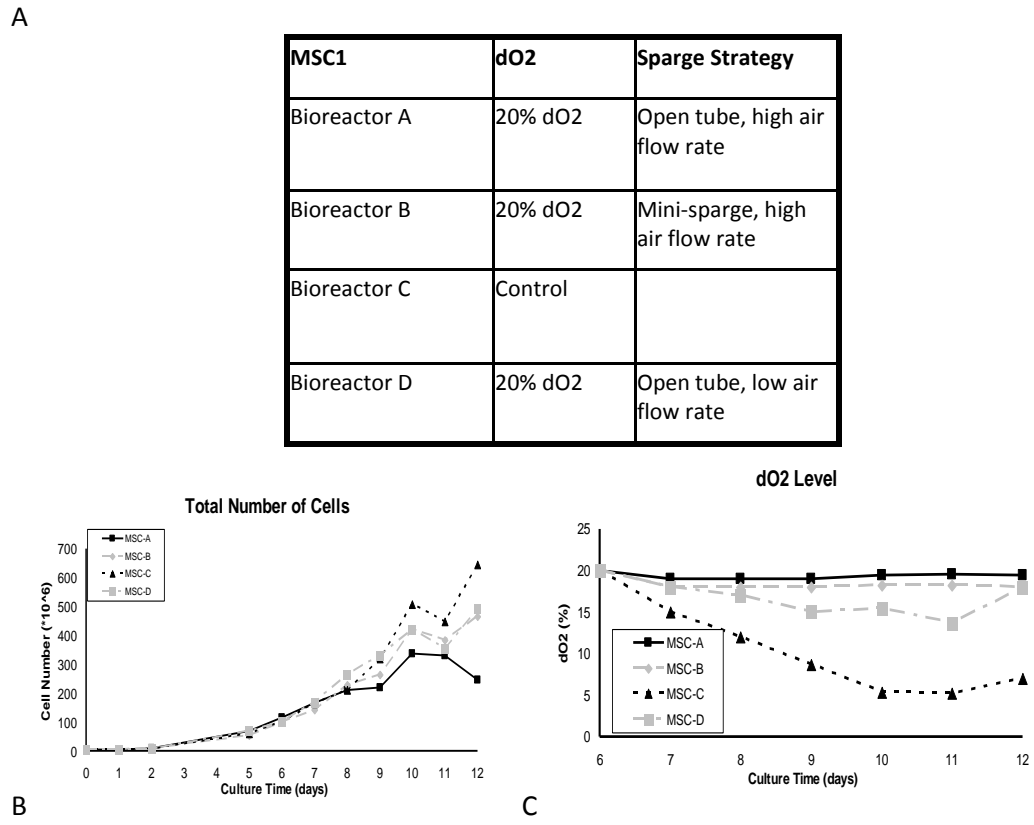 A
MSC1 dO2 Sparge Strategy
Bioreactor A 20% dO2 Open tube, high air
flow rate
Bioreactor B 20% dO2 Mini-sparge, high
air flow rate
Bioreactor C Control
Bioreactor D 20% dO2 Open tube, low air
flow rate
Total Number of Cells
MSC-A
MSC-B
MSC-C
MSC-D
700
600
500
400
300
200
100
0
Cell Number (*10^6)
0 1 2 3 4 5 6 7 8 9 10 11 12
Culture Time (days)
B
dO2 Level
25
20
15
10
5
0
dO2 (%)
MSC-A
MSC-B
MSC-C
MSC-D
6 7 8 9 10 11 12
Culture Time (days)
C